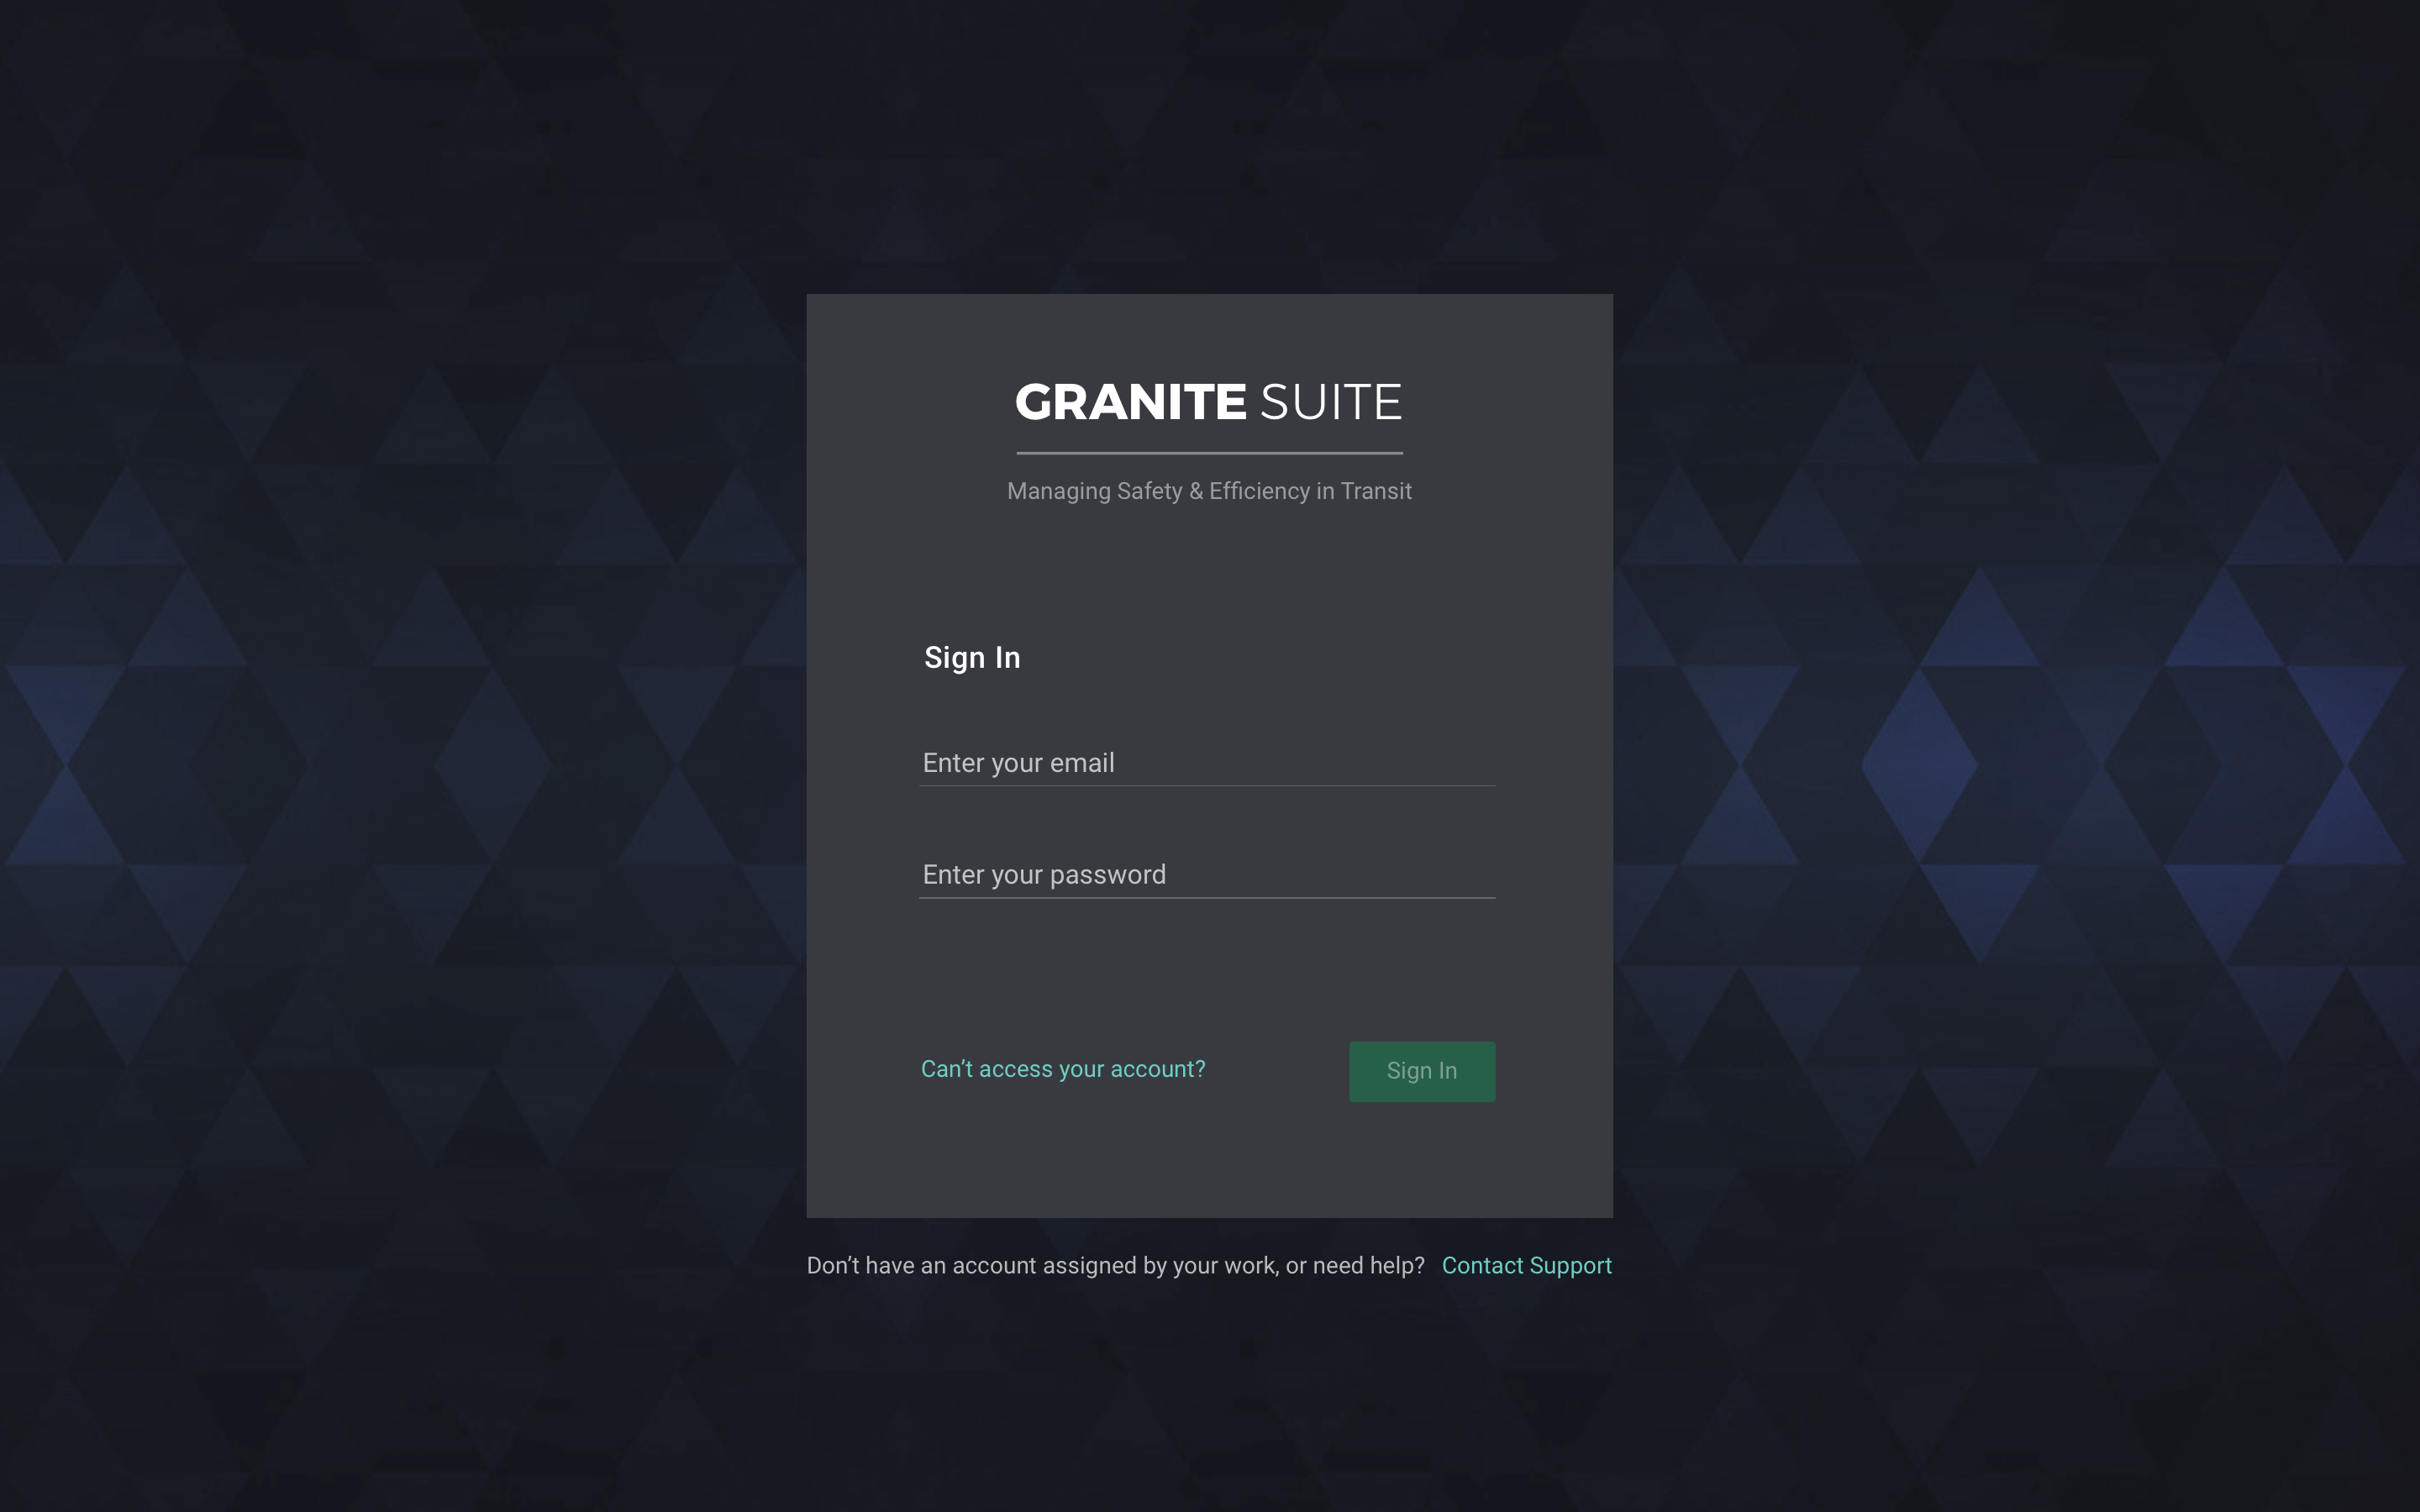 GRANITE SUITE
Managing Safety & Efficiency in Transit
Sign In
Enter your email
Enter your password
Can’t access your account?
Sign In
Don’t have an account assigned by your work, or need help? Contact Support